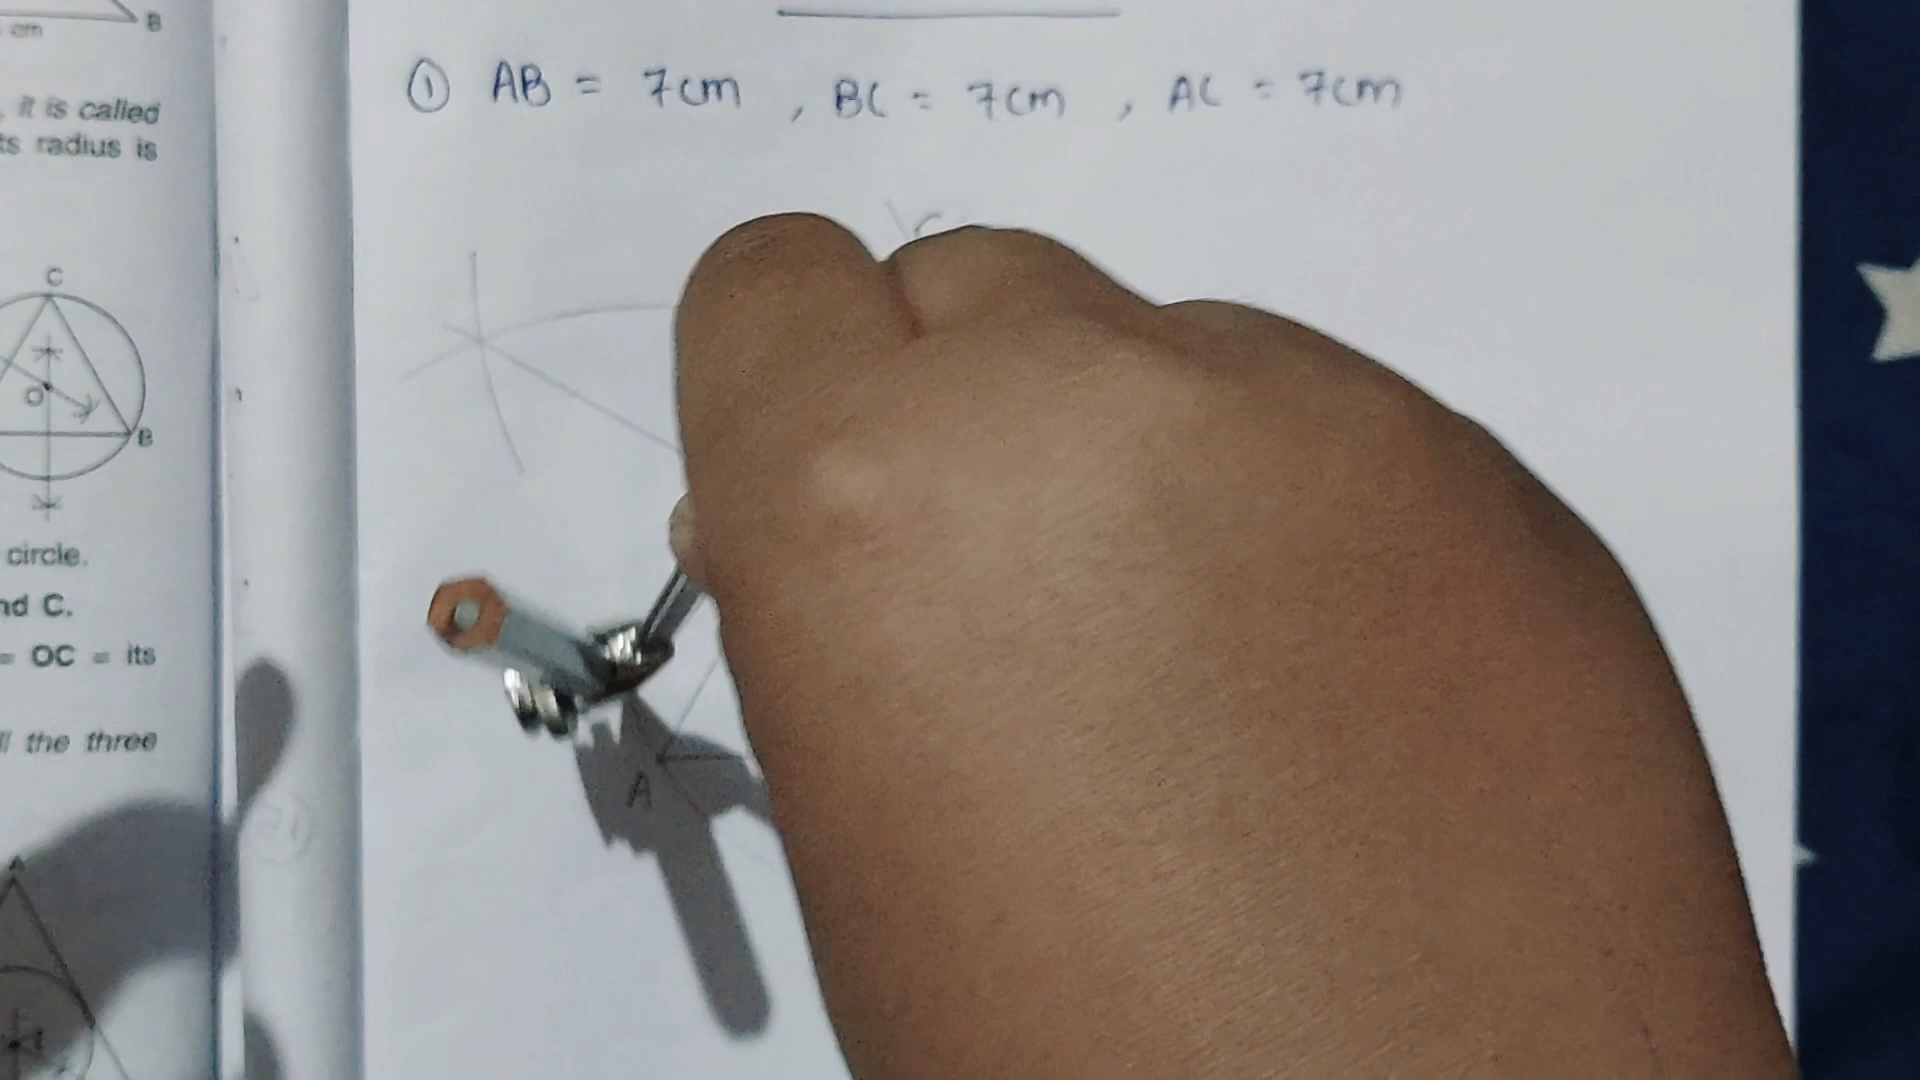 cm B
, it is called
ts radius is
C
O
B
circle.
nd C.
= OC = its
ll the three
A
I
① AB = 7cm , BC = 7cm , AC = 7cm
C
A